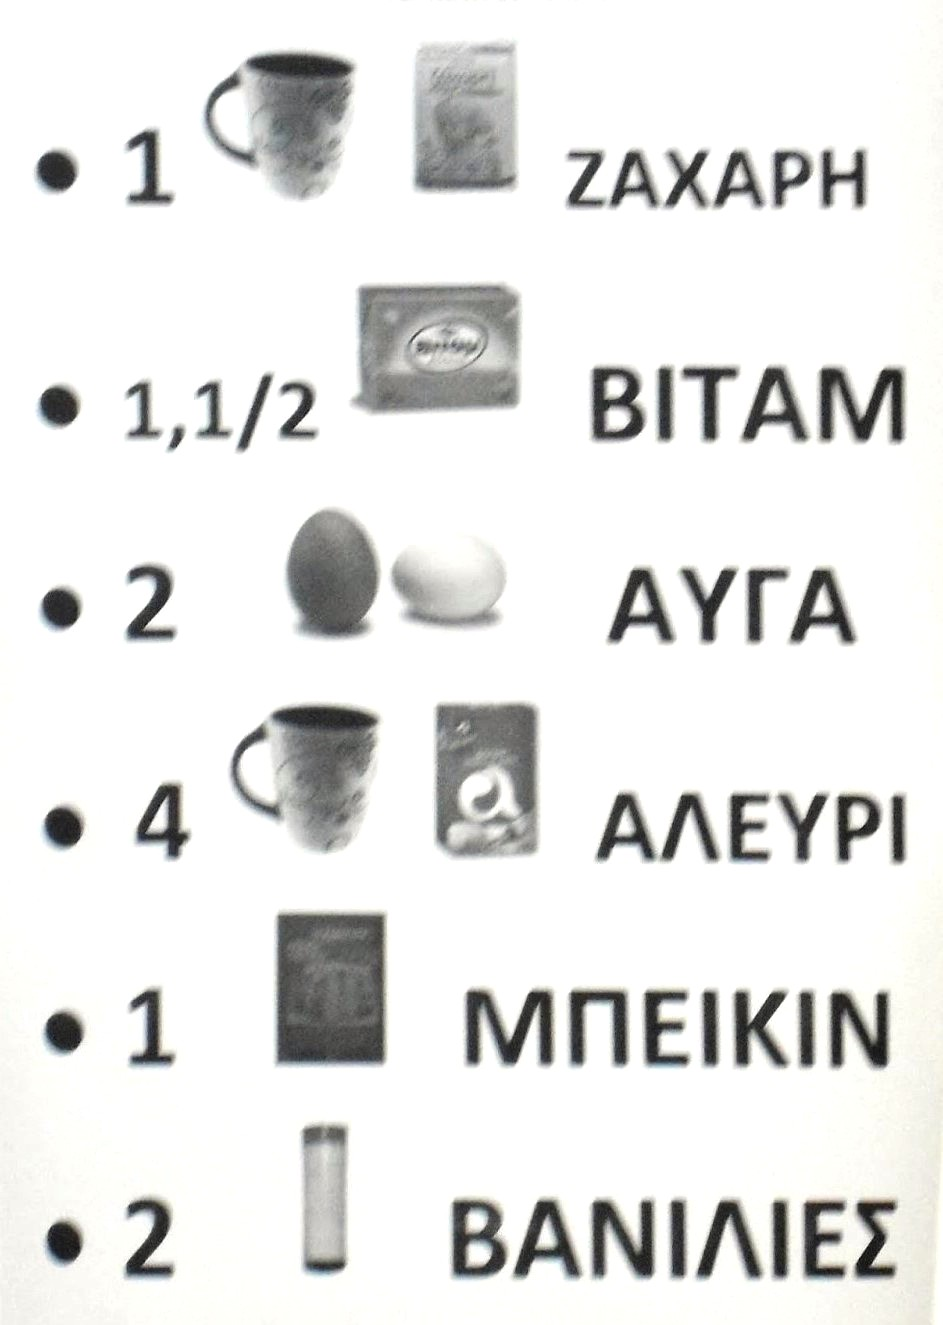 • 1 ΖΑΧΑΡΗ
• 1,1/2 ΒΙΤΑΜ
• 2 ΑΥΓΑ
• 4 ΑΛΕΥΡΙ
• 1 ΜΠΕΙΚΙΝ
• 2 ΒΑΝΙΛΙΕΣ